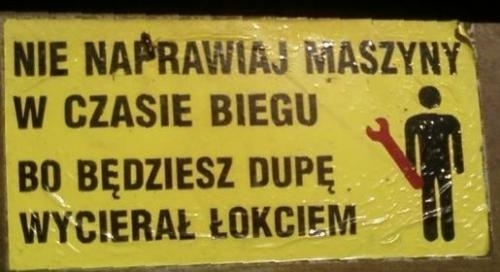 NIE NAPRAWIAJ MASZYNY
W CZASIE BIEGU
BO BĘDZIESZ DUPĘ
WYCIERAŁ ŁOKCIEM